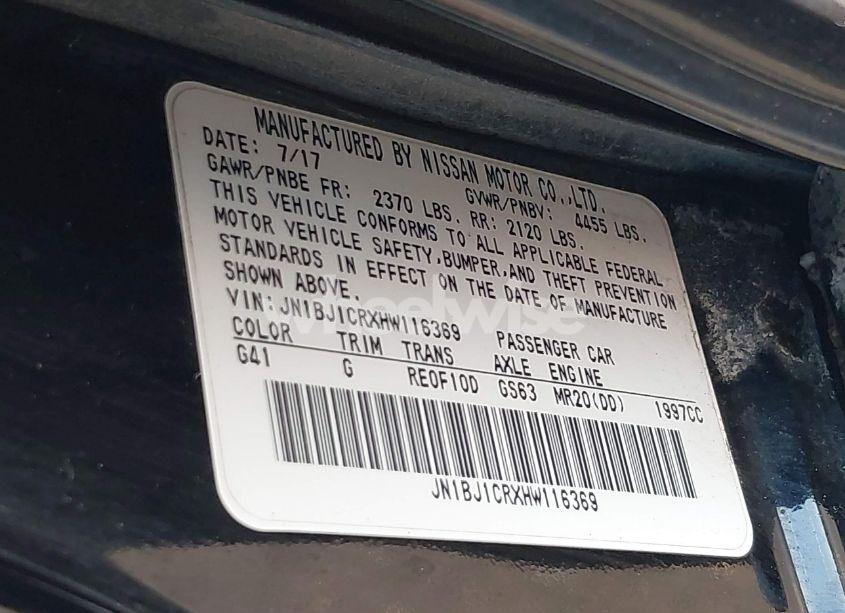 MANUFACTURED BY NISSAN MOTOR CO.,LTD.
DATE: 7/17 GVWR/PNBV: 4455 LBS.
GAWR/PNBE FR: 2370 LBS. RR: 2120 LBS.
THIS VEHICLE CONFORMS TO ALL APPLICABLE FEDERAL
MOTOR VEHICLE SAFETY,BUMPER,AND THEFT PREVENTION
STANDARDS IN EFFECT ON THE DATE OF MANUFACTURE
SHOWN ABOVE.
VIN:JN1BJ1CRXHW116369 PASSENGER CAR
COLOR TRIM TRANS AXLE ENGINE
G41 G RE0F10D GS63 MR20(DD) 1997CC
JN1BJ1CRXHW116369
wheelwise